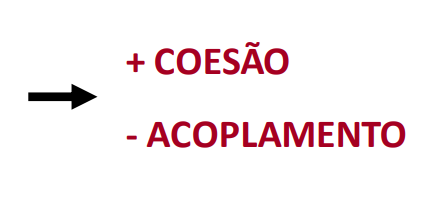 + COESÃO
- ACOPLAMENTO